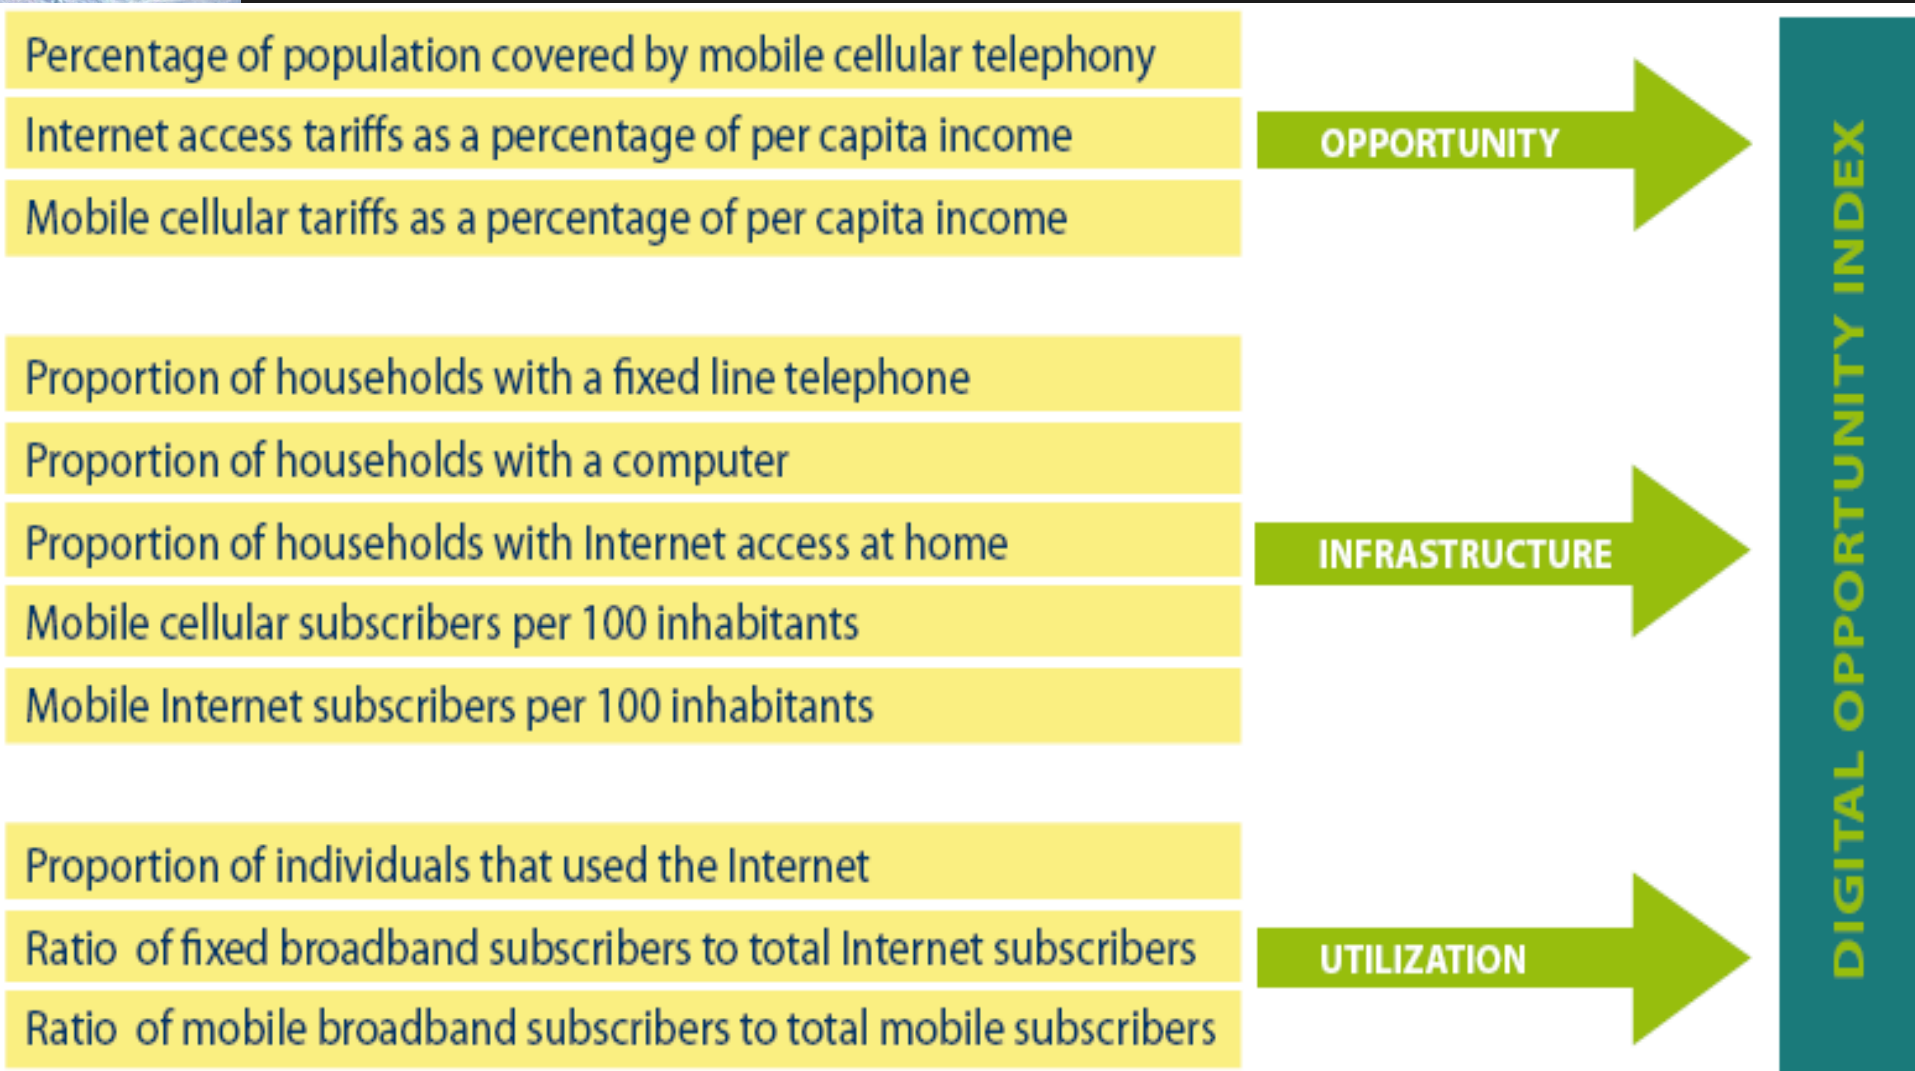 Percentage of population covered by mobile cellular telephony
Internet access tariffs as a percentage of per capita income
Mobile cellular tariffs as a percentage of per capita income
OPPORTUNITY
Proportion of households with a fixed line telephone
Proportion of households with a computer
Proportion of households with Internet access at home
Mobile cellular subscribers per 100 inhabitants
Mobile Internet subscribers per 100 inhabitants
INFRASTRUCTURE
Proportion of individuals that used the Internet
Ratio of fixed broadband subscribers to total Internet subscribers
Ratio of mobile broadband subscribers to total mobile subscribers
UTILIZATION
DIGITAL OPPORTUNITY INDEX